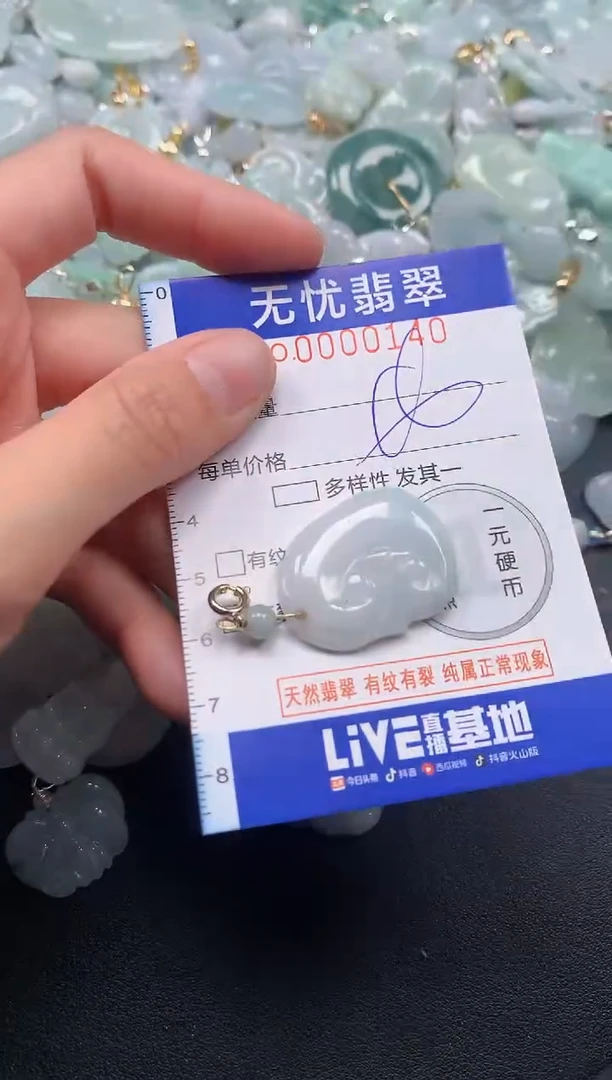 0
无忧翡翠
o.0000140
量
每单价格
多样性 发其一
4
有纹
一元硬币
5
6
天然翡翠 有纹有裂 纯属正常现象
7
LiVE直播基地
8
今日头条 抖音 西瓜视频 抖音火山版